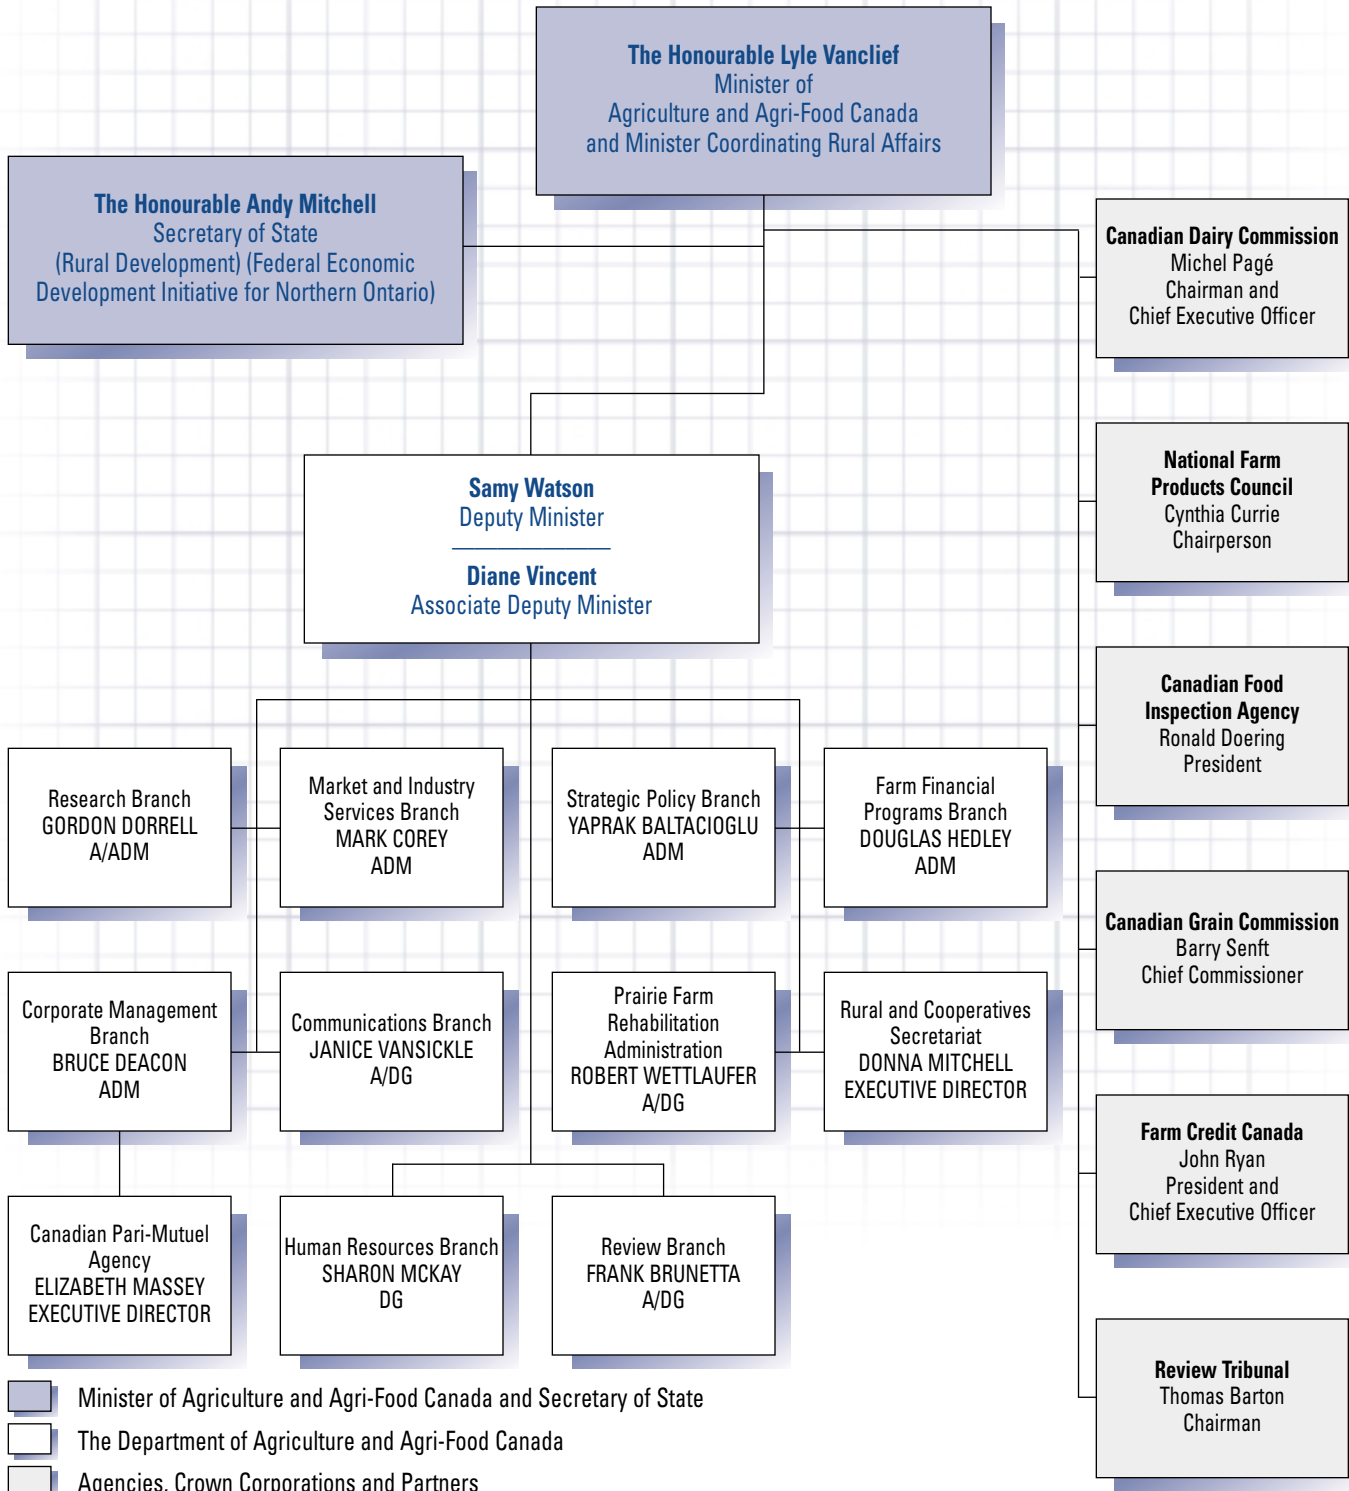 The Honourable Lyle Vanclief
Minister of
Agriculture and Agri-Food Canada
and Minister Coordinating Rural Affairs
The Honourable Andy Mitchell
Secretary of State
(Rural Development) (Federal Economic
Development Initiative for Northern Ontario)
Canadian Dairy Commission
Michel Pagé
Chairman and
Chief Executive Officer
National Farm
Products Council
Cynthia Currie
Chairperson
Samy Watson
Deputy Minister
Diane Vincent
Associate Deputy Minister
Canadian Food
Inspection Agency
Ronald Doering
President
Research Branch
GORDON DORRELL
A/ADM
Market and Industry
Services Branch
MARK COREY
ADM
Strategic Policy Branch
YAPRAK BALTACIOGLU
ADM
Farm Financial
Programs Branch
DOUGLAS HEDLEY
ADM
Canadian Grain Commission
Barry Senft
Chief Commissioner
Corporate Management
Branch
BRUCE DEACON
ADM
Communications Branch
JANICE VANSICKLE
A/DG
Prairie Farm
Rehabilitation
Administration
ROBERT WETTLAUFER
A/DG
Rural and Cooperatives
Secretariat
DONNA MITCHELL
EXECUTIVE DIRECTOR
Farm Credit Canada
John Ryan
President and
Chief Executive Officer
Canadian Pari-Mutuel
Agency
ELIZABETH MASSEY
EXECUTIVE DIRECTOR
Human Resources Branch
SHARON MCKAY
DG
Review Branch
FRANK BRUNETTA
A/DG
Review Tribunal
Thomas Barton
Chairman
Minister of Agriculture and Agri-Food Canada and Secretary of State
The Department of Agriculture and Agri-Food Canada
Agencies, Crown Corporations and Partners